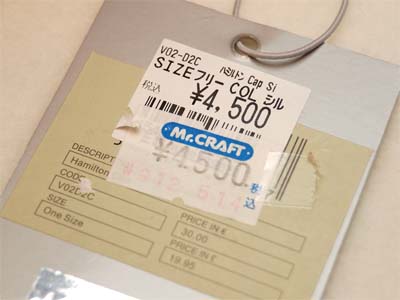 V02-D2C ハミルトン Cap Si
SIZEフリー COL シル
税込 ¥4,500
Mr.CRAFT
¥4500 税込
DESCRIPT
Hamilton
CODE
V02D2C
SIZE
One Size
PRICE IN £
30.00
PRICE IN €
19.95